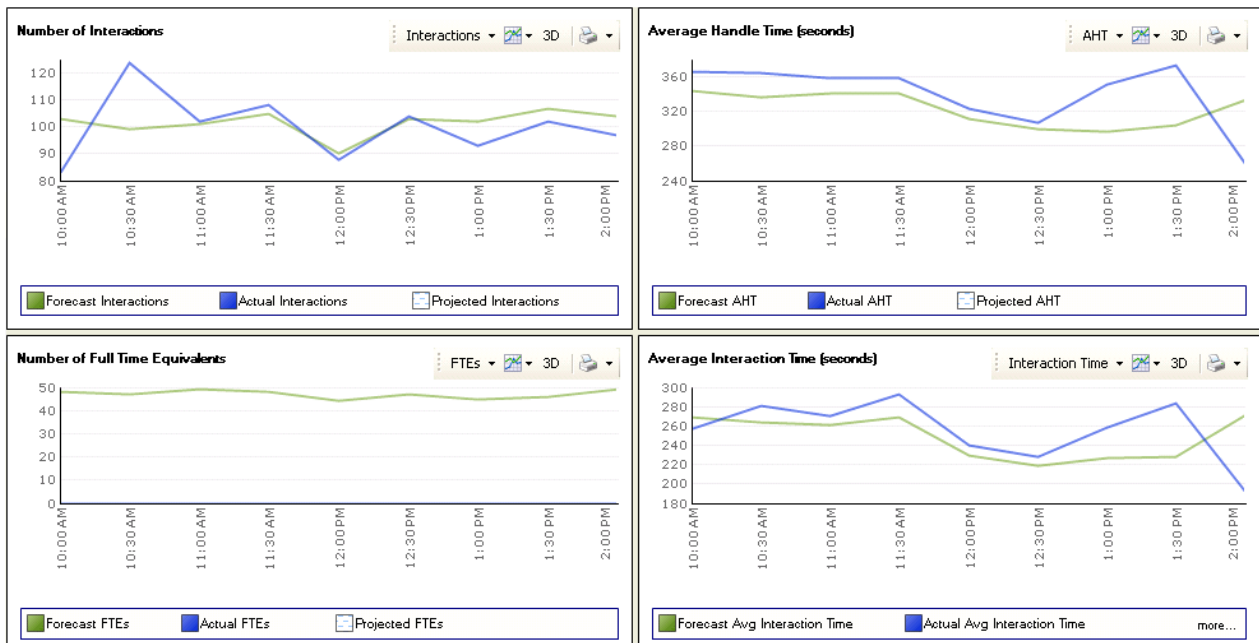 Number of Interactions
Interactions 3D
120
110
100
90
80
10:00 AM
10:30 AM
11:00 AM
11:30 AM
12:00 PM
12:30 PM
1:00 PM
1:30 PM
2:00 PM
Forecast Interactions Actual Interactions Projected Interactions
Average Handle Time (seconds)
AHT 3D
360
320
280
240
10:00 AM
10:30 AM
11:00 AM
11:30 AM
12:00 PM
12:30 PM
1:00 PM
1:30 PM
2:00 PM
Forecast AHT Actual AHT Projected AHT
Number of Full Time Equivalents
FTEs 3D
50
40
30
20
10
0
10:00 AM
10:30 AM
11:00 AM
11:30 AM
12:00 PM
12:30 PM
1:00 PM
1:30 PM
2:00 PM
Forecast FTEs Actual FTEs Projected FTEs
Average Interaction Time (seconds)
Interaction Time 3D
300
280
260
240
220
200
180
10:00 AM
10:30 AM
11:00 AM
11:30 AM
12:00 PM
12:30 PM
1:00 PM
1:30 PM
2:00 PM
Forecast Avg Interaction Time Actual Avg Interaction Time more...